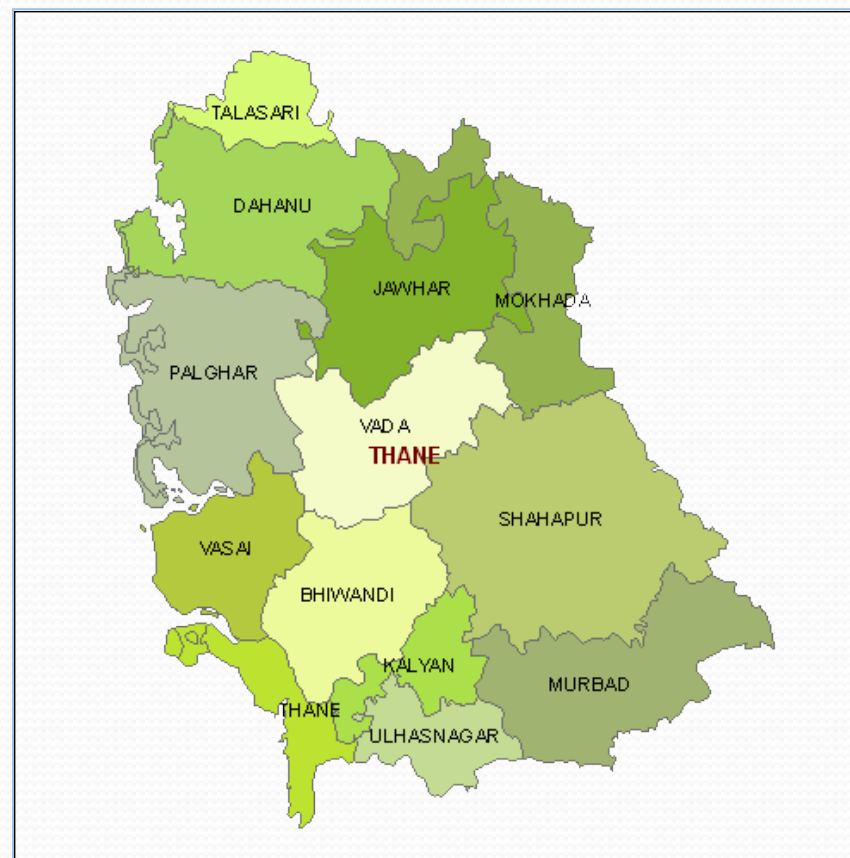 TALASARI
DAHANU
JAWHAR
MOKHADA
PALGHAR
VADA
THANE
SHAHAPUR
VASAI
BHIWANDI
KALYAN
MURBAD
THANE
ULHASNAGAR